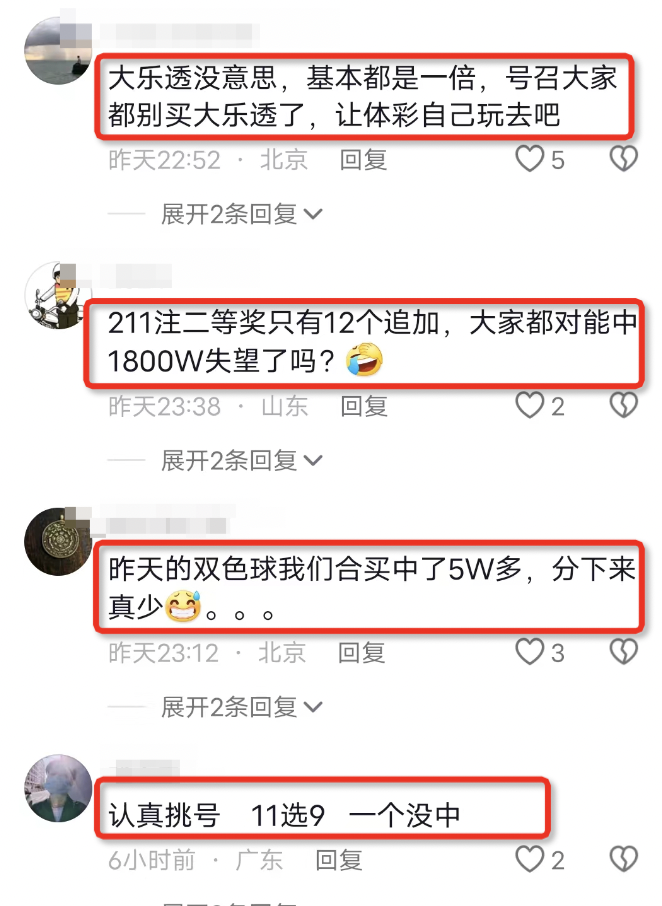 大乐透没意思，基本都是一倍，号召大家
都别买大乐透了，让体彩自己玩去吧
昨天22:52 · 北京 回复 5
展开2条回复
211注二等奖只有12个追加，大家都对能中
1800W失望了吗？
昨天23:38 · 山东 回复 2
展开2条回复
昨天的双色球我们合买中了5W多，分下来
真少。。。
昨天23:12 · 北京 回复 3
展开2条回复
认真挑号 11选9 一个没中
6小时前 · 广东 回复 2